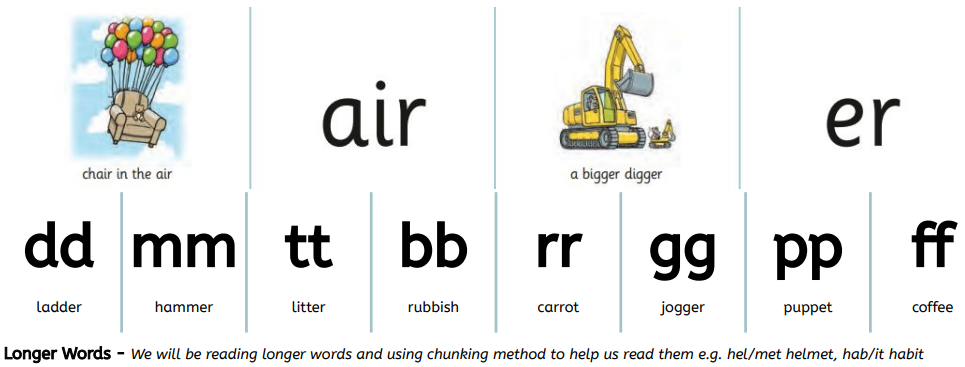 air
er
chair in the air
a bigger digger
dd mm tt bb rr gg pp ff
ladder hammer litter rubbish carrot jogger puppet coffee
Longer Words - We will be reading longer words and using chunking method to help us read them e.g. hel/met helmet, hab/it habit